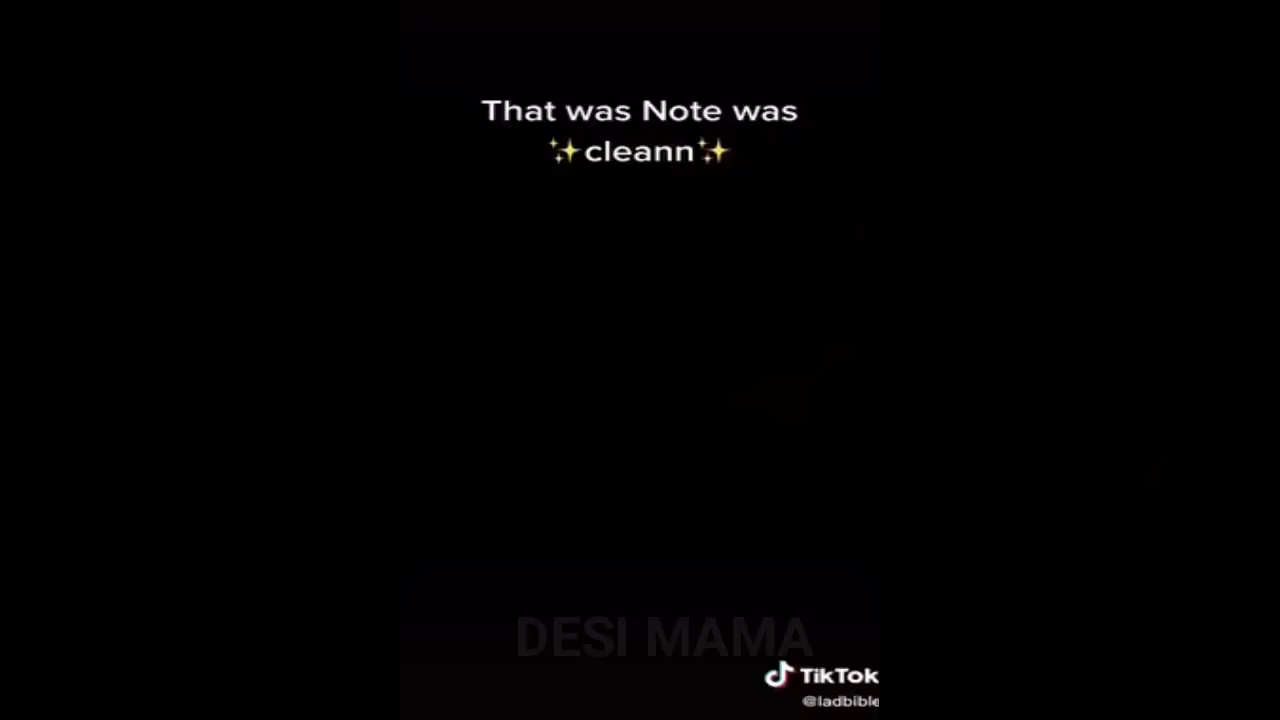 That was Note was
✨cleann✨
DESI MAMA
TikTok
@ladbible